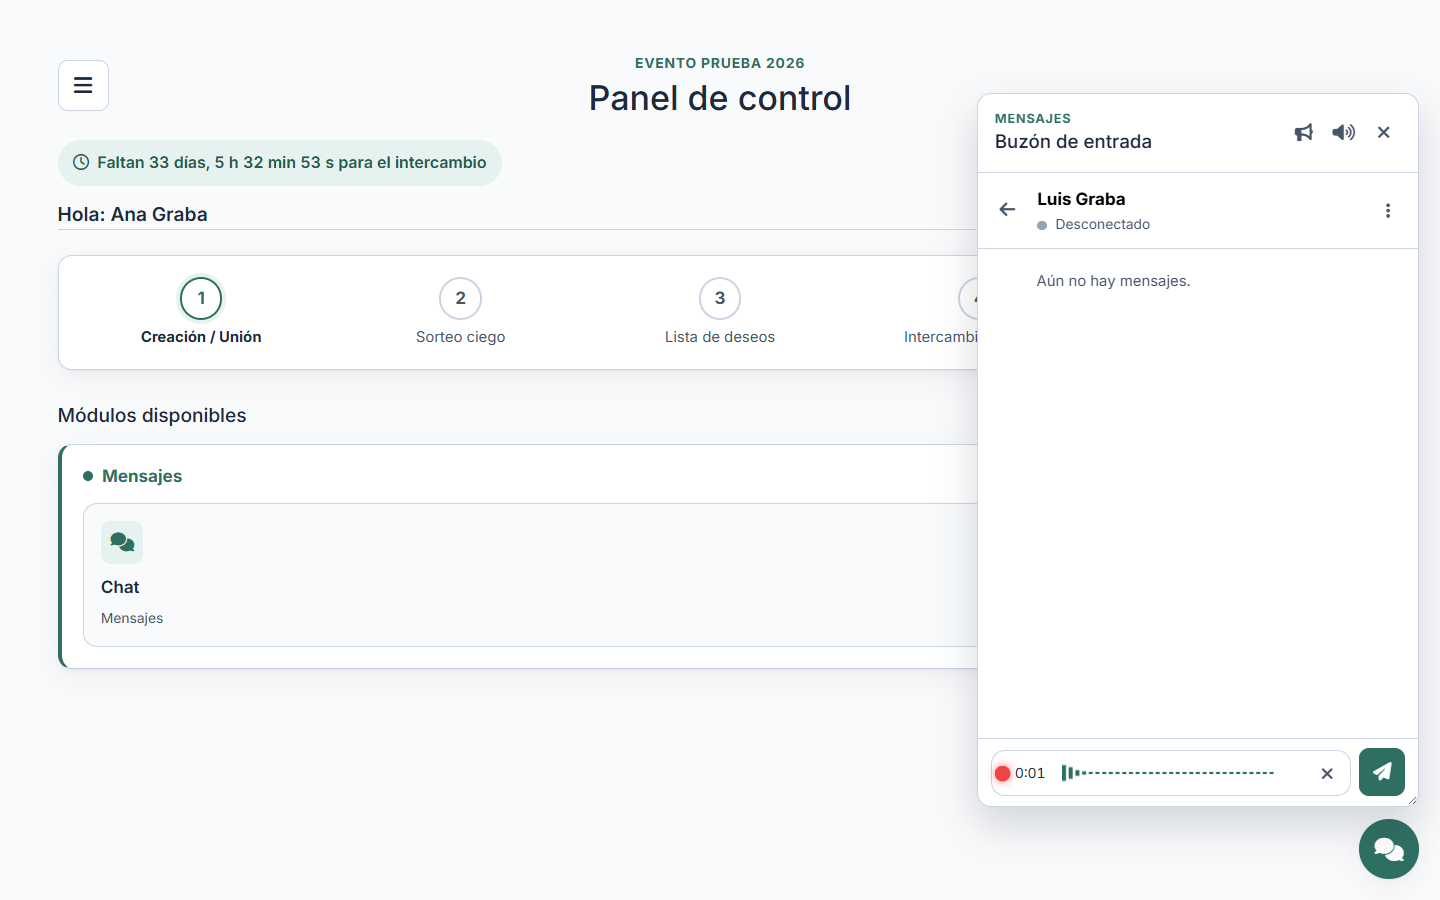 EVENTO PRUEBA 2026
Panel de control
Faltan 33 días, 5 h 32 min 53 s para el intercambio
Hola: Ana Graba
1
Creación / Unión
2
Sorteo ciego
3
Lista de deseos
Intercambi
Módulos disponibles
Mensajes
Chat
Mensajes
MENSAJES
Buzón de entrada
Luis Graba
Desconectado
Aún no hay mensajes.
0:01